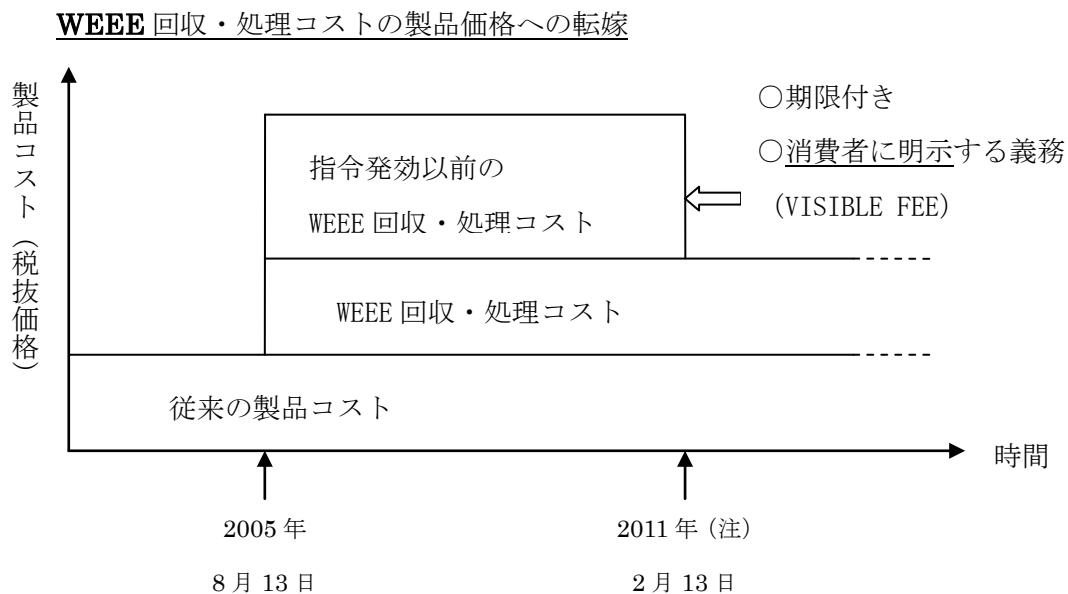 WEEE 回収・処理コストの製品価格への転嫁
製品コスト（税抜価格）
○期限付き
○消費者に明示する義務
（VISIBLE FEE）
指令発効以前の
WEEE 回収・処理コスト
WEEE 回収・処理コスト
従来の製品コスト
時間
2005 年
8 月 13 日
2011 年（注）
2 月 13 日